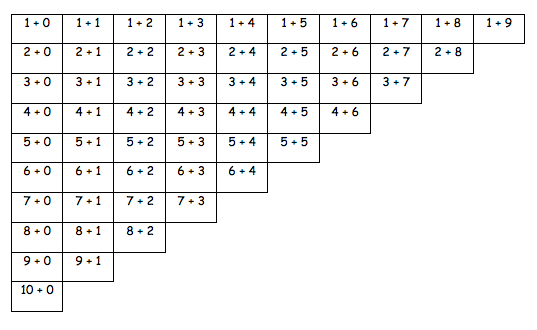 1 + 0 1 + 1 1 + 2 1 + 3 1 + 4 1 + 5 1 + 6 1 + 7 1 + 8 1 + 9
2 + 0 2 + 1 2 + 2 2 + 3 2 + 4 2 + 5 2 + 6 2 + 7 2 + 8
3 + 0 3 + 1 3 + 2 3 + 3 3 + 4 3 + 5 3 + 6 3 + 7
4 + 0 4 + 1 4 + 2 4 + 3 4 + 4 4 + 5 4 + 6
5 + 0 5 + 1 5 + 2 5 + 3 5 + 4 5 + 5
6 + 0 6 + 1 6 + 2 6 + 3 6 + 4
7 + 0 7 + 1 7 + 2 7 + 3
8 + 0 8 + 1 8 + 2
9 + 0 9 + 1
10 + 0